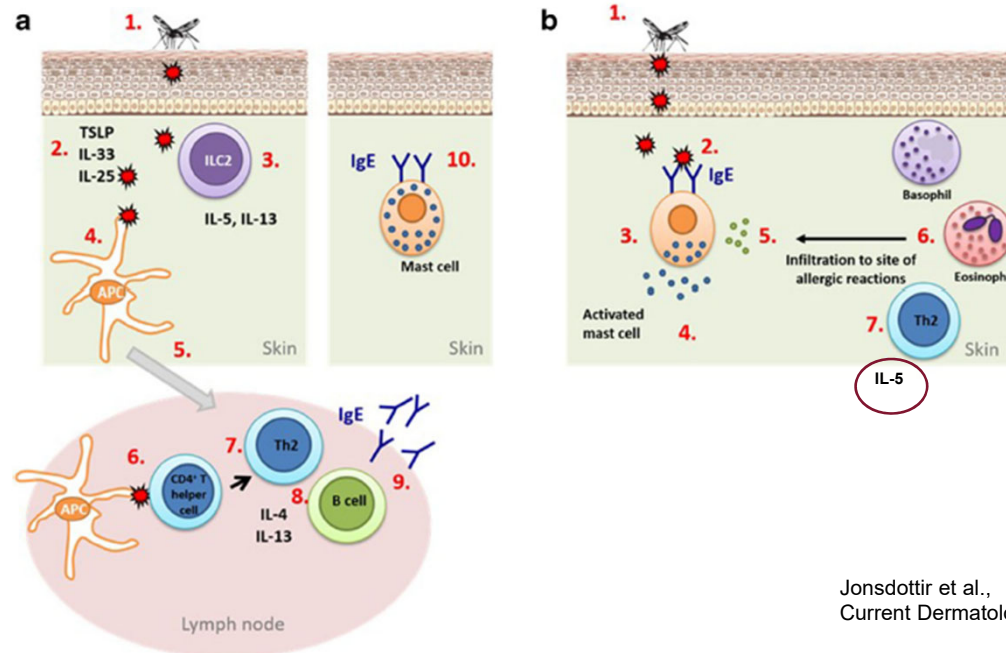 a
1.
2.
TSLP
IL-33
IL-25
ILC2
3.
IL-5, IL-13
4.
APC
5.
Skin
IgE
10.
Mast cell
Skin
6.
APC
CD4⁺ T
helper
cell
7.
Th2
8.
IL-4
IL-13
B cell
IgE
9.
Lymph node
b
1.
2.
IgE
3.
Activated
mast cell
4.
5.
Infiltration to site of
allergic reactions
Basophil
6.
Eosinoph
7.
Th2
Skin
IL-5
Jonsdottir et al.,
Current Dermatol